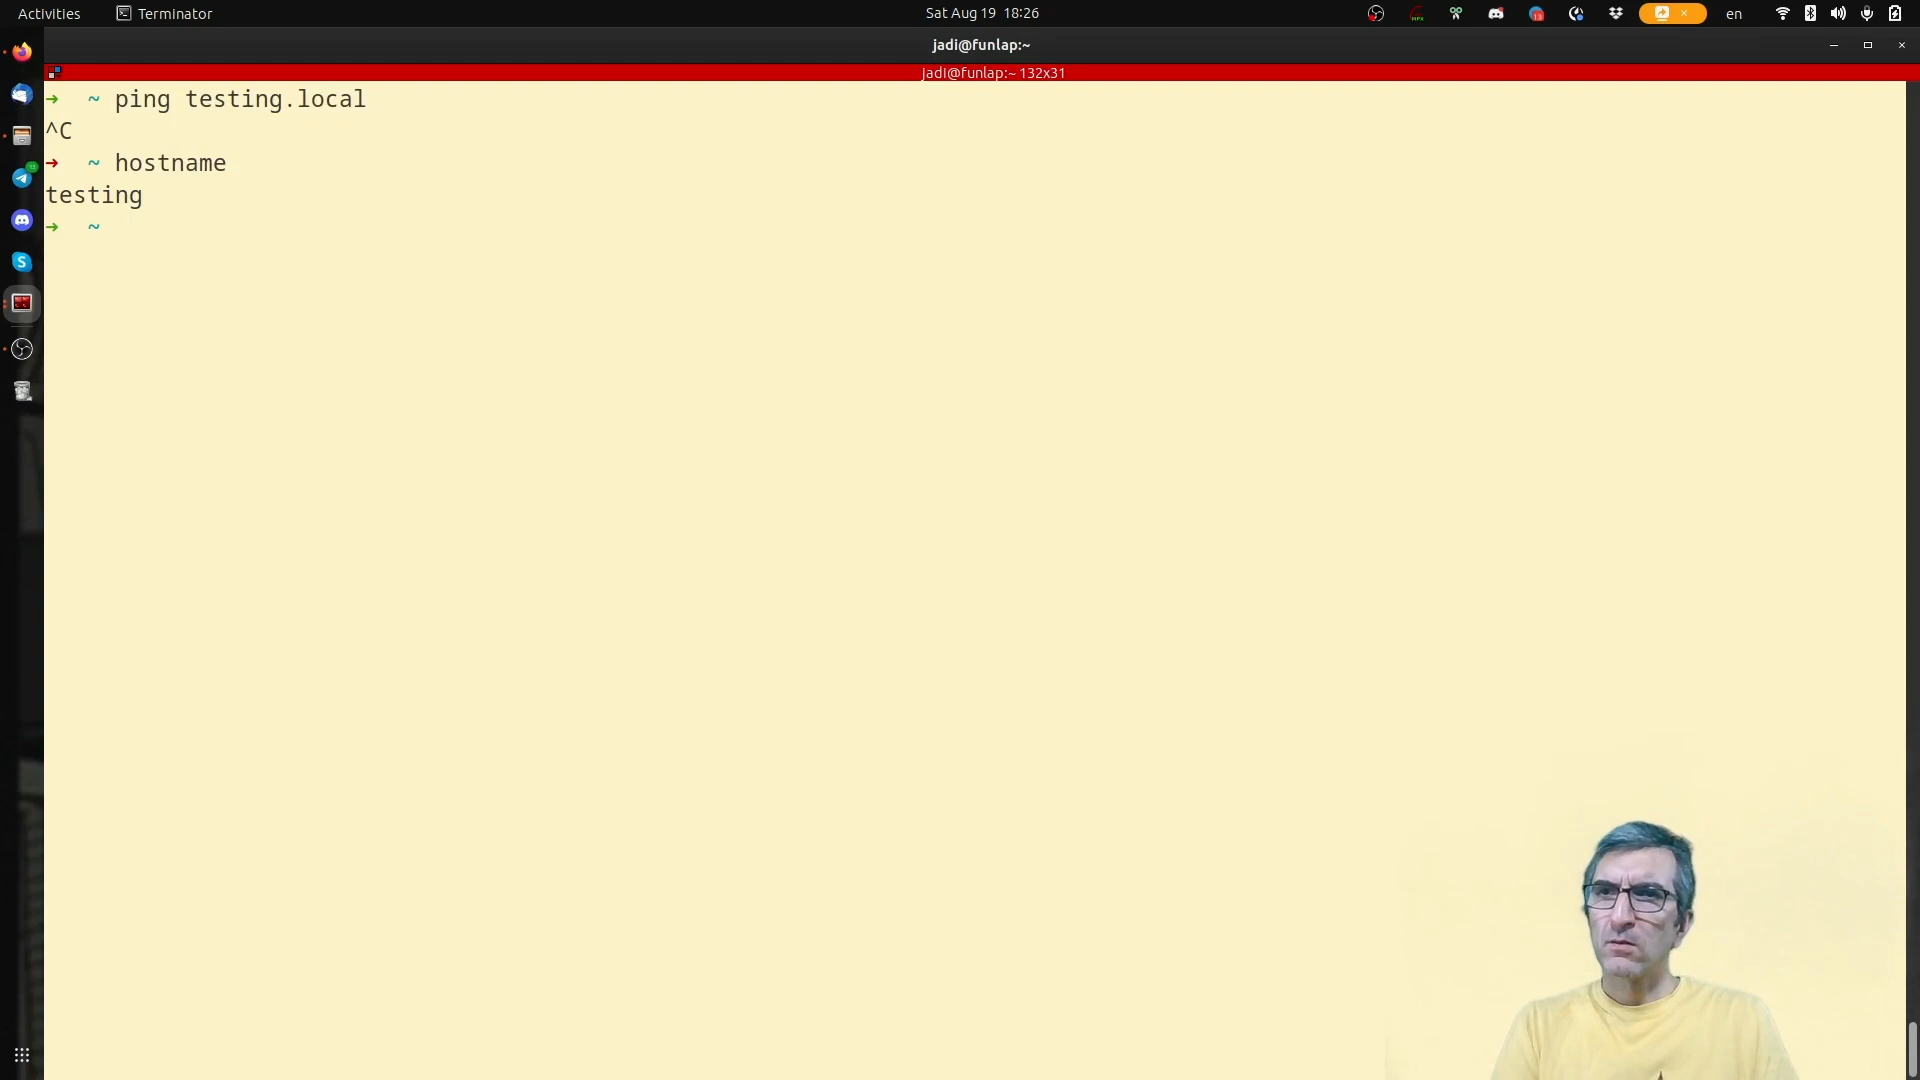 Activities Terminator Sat Aug 19 18:26 en
jadi@funlap:~
jadi@funlap:~ 132x31
➜ ~ ping testing.local
^C
➜ ~ hostname
testing
➜ ~